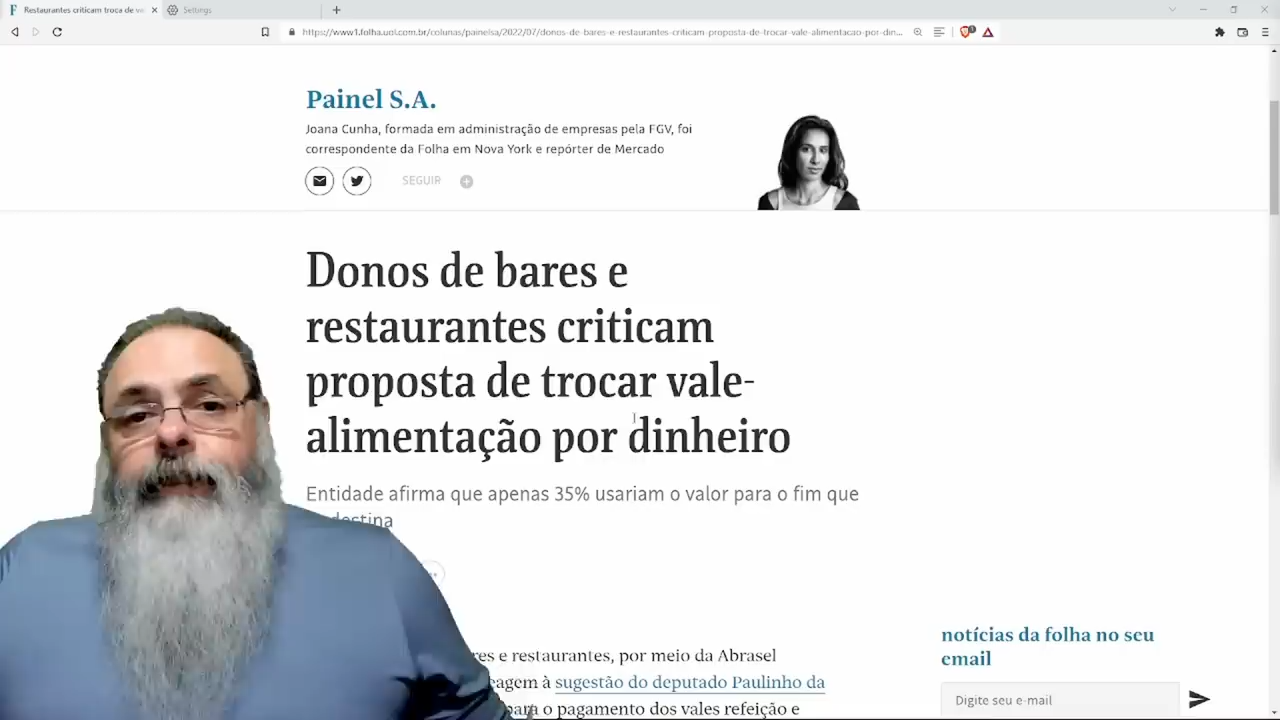 Restaurantes criticam troca de va
Settings
https://www1.folha.uol.com.br/colunas/painelsa/2022/07/donos-de-bares-e-restaurantes-criticam-proposta-de-trocar-vale-alimentacao-por-din...
Painel S.A.
Joana Cunha, formada em administração de empresas pela FGV, foi
correspondente da Folha em Nova York e repórter de Mercado
SEGUIR
Donos de bares e
restaurantes criticam
proposta de trocar vale-
alimentação por dinheiro
Entidade afirma que apenas 35% usariam o valor para o fim que
destina
res e restaurantes, por meio da Abrasel
agem à sugestão do deputado Paulinho da
para o pagamento dos vales refeição e
notícias da folha no seu
email
Digite seu e-mail